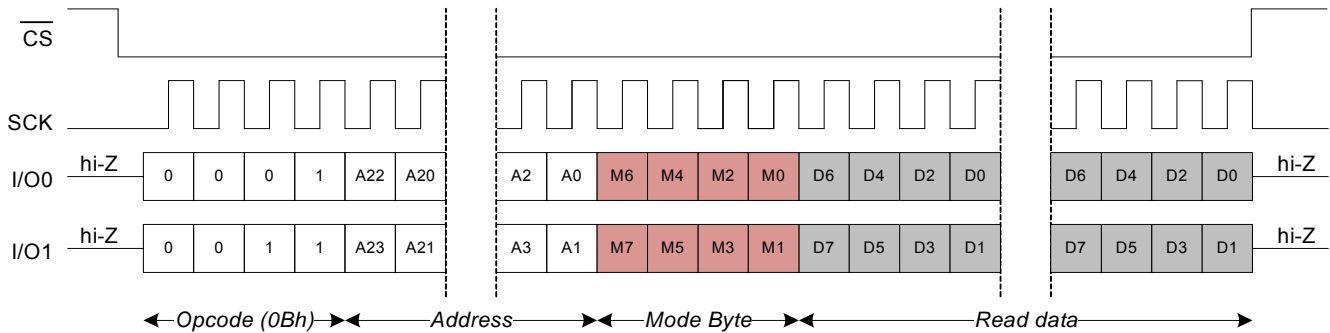 CS
SCK
I/O0 hi-Z 0 0 0 1 A22 A20 A2 A0 M6 M4 M2 M0 D6 D4 D2 D0 D6 D4 D2 D0 hi-Z
I/O1 hi-Z 0 0 1 1 A23 A21 A3 A1 M7 M5 M3 M1 D7 D5 D3 D1 D7 D5 D3 D1 hi-Z
Opcode (0Bh) Address Mode Byte Read data